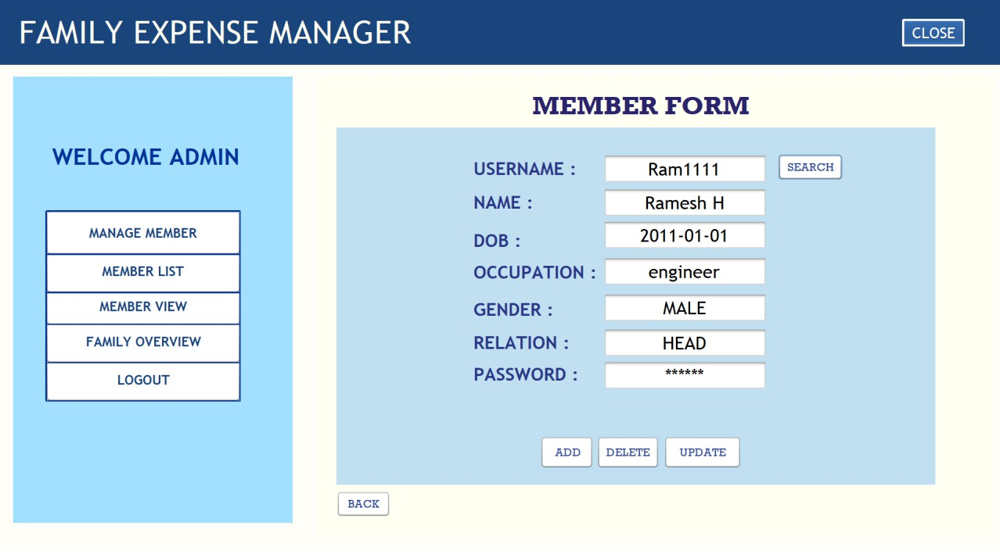 FAMILY EXPENSE MANAGER
CLOSE
WELCOME ADMIN
MANAGE MEMBER
MEMBER LIST
MEMBER VIEW
FAMILY OVERVIEW
LOGOUT
MEMBER FORM
USERNAME : Ram1111 SEARCH
NAME : Ramesh H
DOB : 2011-01-01
OCCUPATION : engineer
GENDER : MALE
RELATION : HEAD
PASSWORD : ******
ADD DELETE UPDATE
BACK